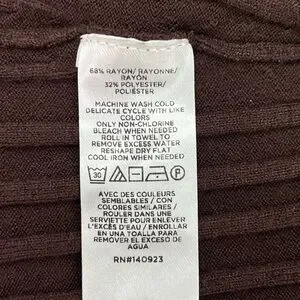 68% RAYON/ RAYONNE/
RAYÓN
32% POLYESTER/
POLIÉSTER
MACHINE WASH COLD
DELICATE CYCLE WITH LIKE
COLORS
ONLY NON-CHLORINE
BLEACH WHEN NEEDED
ROLL IN TOWEL TO
REMOVE EXCESS WATER
RESHAPE DRY FLAT
COOL IRON WHEN NEEDED
30
AVEC DES COULEURS
SEMBLABLES /
CON COLORES SIMILARES /
ROULER DANS UNE
SERVIETTE POUR ENLEVER
L'EXCÈS D'EAU / ENROLLAR
EN UNA TOALLA PARA
REMOVER EL EXCESO DE
AGUA
RN#140923